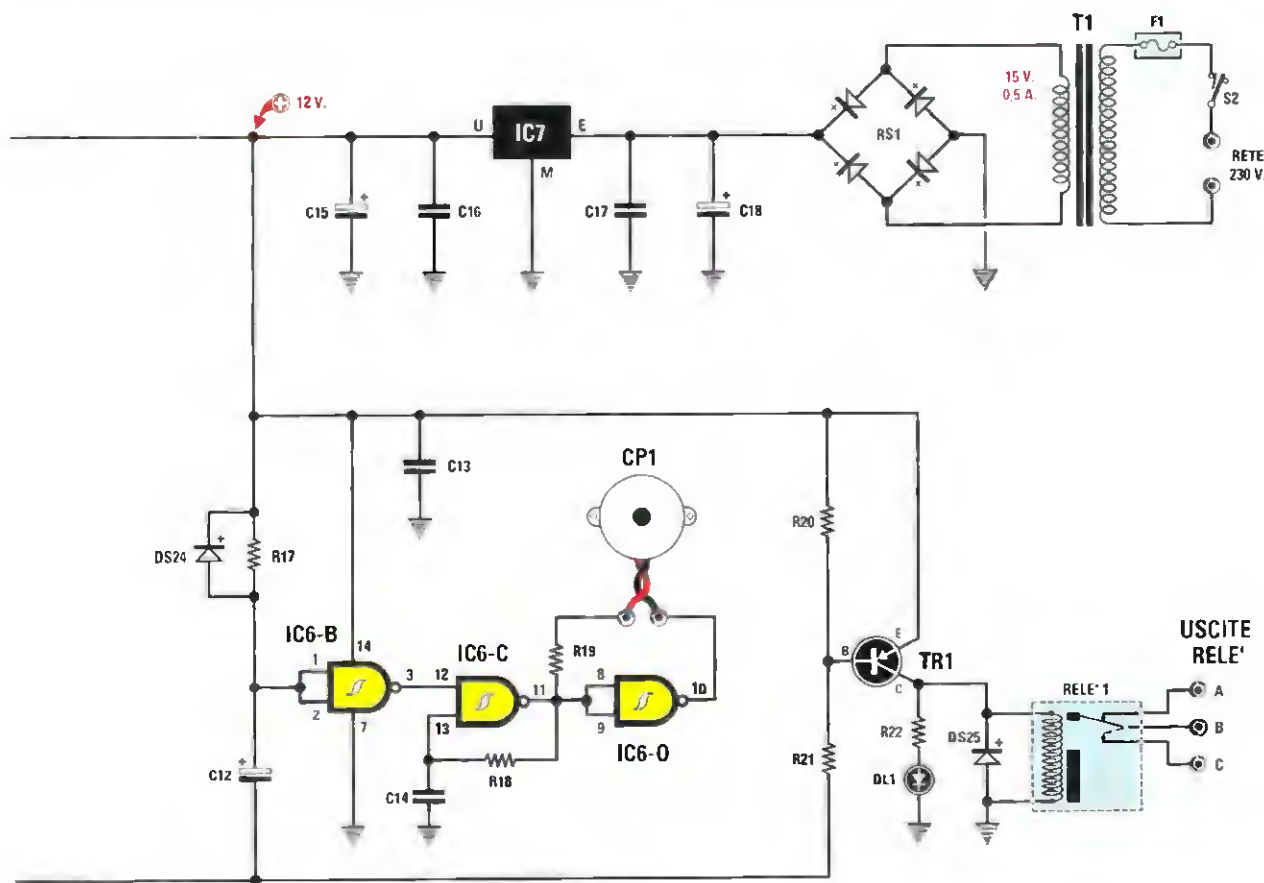 T1
F1
15 V.
0,5 A.
S2
RETE
230 V.
12 V.
U
IC7
E
M
RS1
C15
+
C16
C17
+
C18
C13
CP1
R20
DS24
+
R17
IC6-B
14
1
2
3
7
IC6-C
12
11
13
R19
8
10
9
IC6-O
R18
C14
+
C12
R21
B
E
TR1
C
R22
DL1
DS25
+
RELE' 1
USCITE
RELE'
A
B
C